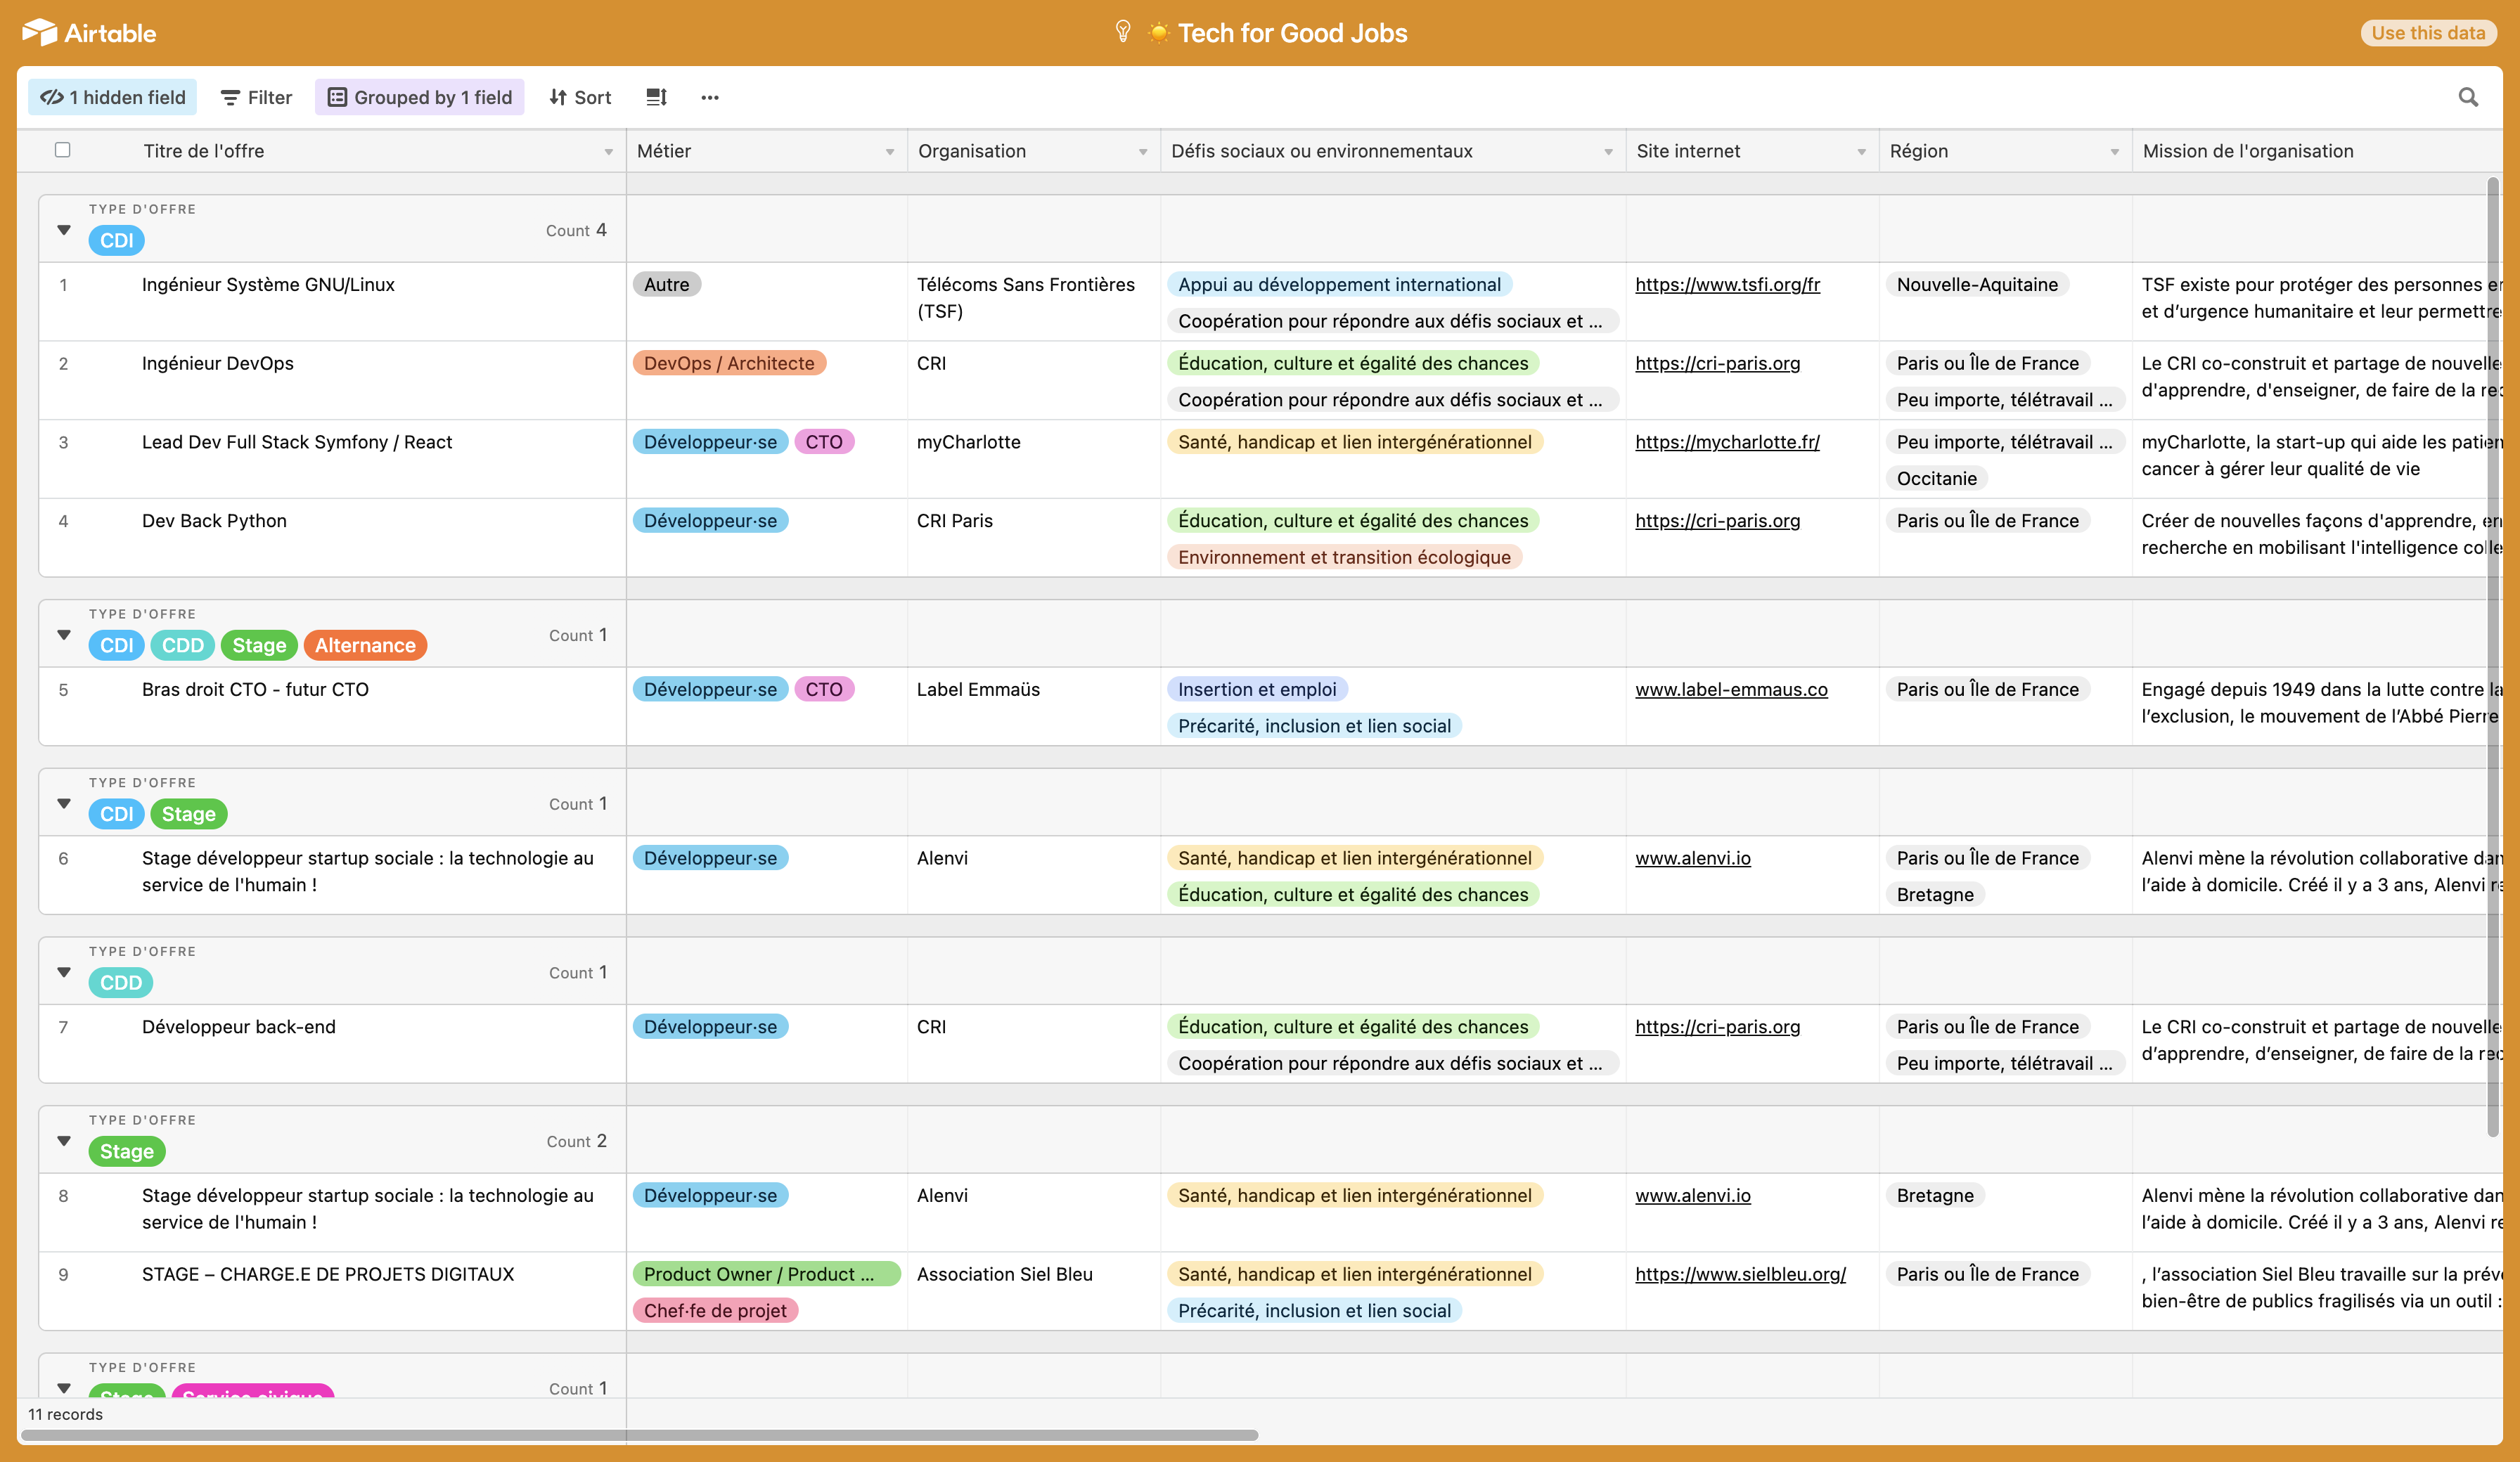 Airtable
Tech for Good Jobs
Use this data
1 hidden field
Filter
Grouped by 1 field
Sort
Titre de l'offre
Métier
Organisation
Défis sociaux ou environnementaux
Site internet
Région
Mission de l'organisation
TYPE D'OFFRE
CDI
Count 4
1
Ingénieur Système GNU/Linux
Autre
Télécoms Sans Frontières
(TSF)
Appui au développement international
Coopération pour répondre aux défis sociaux et ...
https://www.tsfi.org/fr
Nouvelle-Aquitaine
TSF existe pour protéger des personnes
et d’urgence humanitaire et leur permettre
2
Ingénieur DevOps
DevOps / Architecte
CRI
Éducation, culture et égalité des chances
Coopération pour répondre aux défis sociaux et ...
https://cri-paris.org
Paris ou Île de France
Peu importe, télétravail ...
Le CRI co-construit et partage de nouvelle
d'apprendre, d'enseigner, de faire de la rec
3
Lead Dev Full Stack Symfony / React
Développeur·se
CTO
myCharlotte
Santé, handicap et lien intergénérationnel
https://mycharlotte.fr/
Peu importe, télétravail ...
Occitanie
myCharlotte, la start-up qui aide les patien
cancer à gérer leur qualité de vie
4
Dev Back Python
Développeur·se
CRI Paris
Éducation, culture et égalité des chances
Environnement et transition écologique
https://cri-paris.org
Paris ou Île de France
Créer de nouvelles façons d'apprendre, en
recherche en mobilisant l'intelligence colle
TYPE D'OFFRE
CDI CDD Stage Alternance
Count 1
5
Bras droit CTO - futur CTO
Développeur·se
CTO
Label Emmaüs
Insertion et emploi
Précarité, inclusion et lien social
www.label-emmaus.co
Paris ou Île de France
Engagé depuis 1949 dans la lutte contre la
l’exclusion, le mouvement de l’Abbé Pierre
TYPE D'OFFRE
CDI Stage
Count 1
6
Stage développeur startup sociale : la technologie au
service de l'humain !
Développeur·se
Alenvi
Santé, handicap et lien intergénérationnel
Éducation, culture et égalité des chances
www.alenvi.io
Paris ou Île de France
Bretagne
Alenvi mène la révolution collaborative dan
l’aide à domicile. Créé il y a 3 ans, Alenvi re
TYPE D'OFFRE
CDD
Count 1
7
Développeur back-end
Développeur·se
CRI
Éducation, culture et égalité des chances
Coopération pour répondre aux défis sociaux et ...
https://cri-paris.org
Paris ou Île de France
Peu importe, télétravail ...
Le CRI co-construit et partage de nouvelle
d’apprendre, d’enseigner, de faire de la rec
TYPE D'OFFRE
Stage
Count 2
8
Stage développeur startup sociale : la technologie au
service de l'humain !
Développeur·se
Alenvi
Santé, handicap et lien intergénérationnel
www.alenvi.io
Bretagne
Alenvi mène la révolution collaborative dan
l’aide à domicile. Créé il y a 3 ans, Alenvi re
9
STAGE – CHARGE.E DE PROJETS DIGITAUX
Product Owner / Product ...
Chef·fe de projet
Association Siel Bleu
Santé, handicap et lien intergénérationnel
Précarité, inclusion et lien social
https://www.sielbleu.org/
Paris ou Île de France
, l’association Siel Bleu travaille sur la prév
bien-être de publics fragilisés via un outil :
TYPE D'OFFRE
Stage Service civique
Count 1
11 records